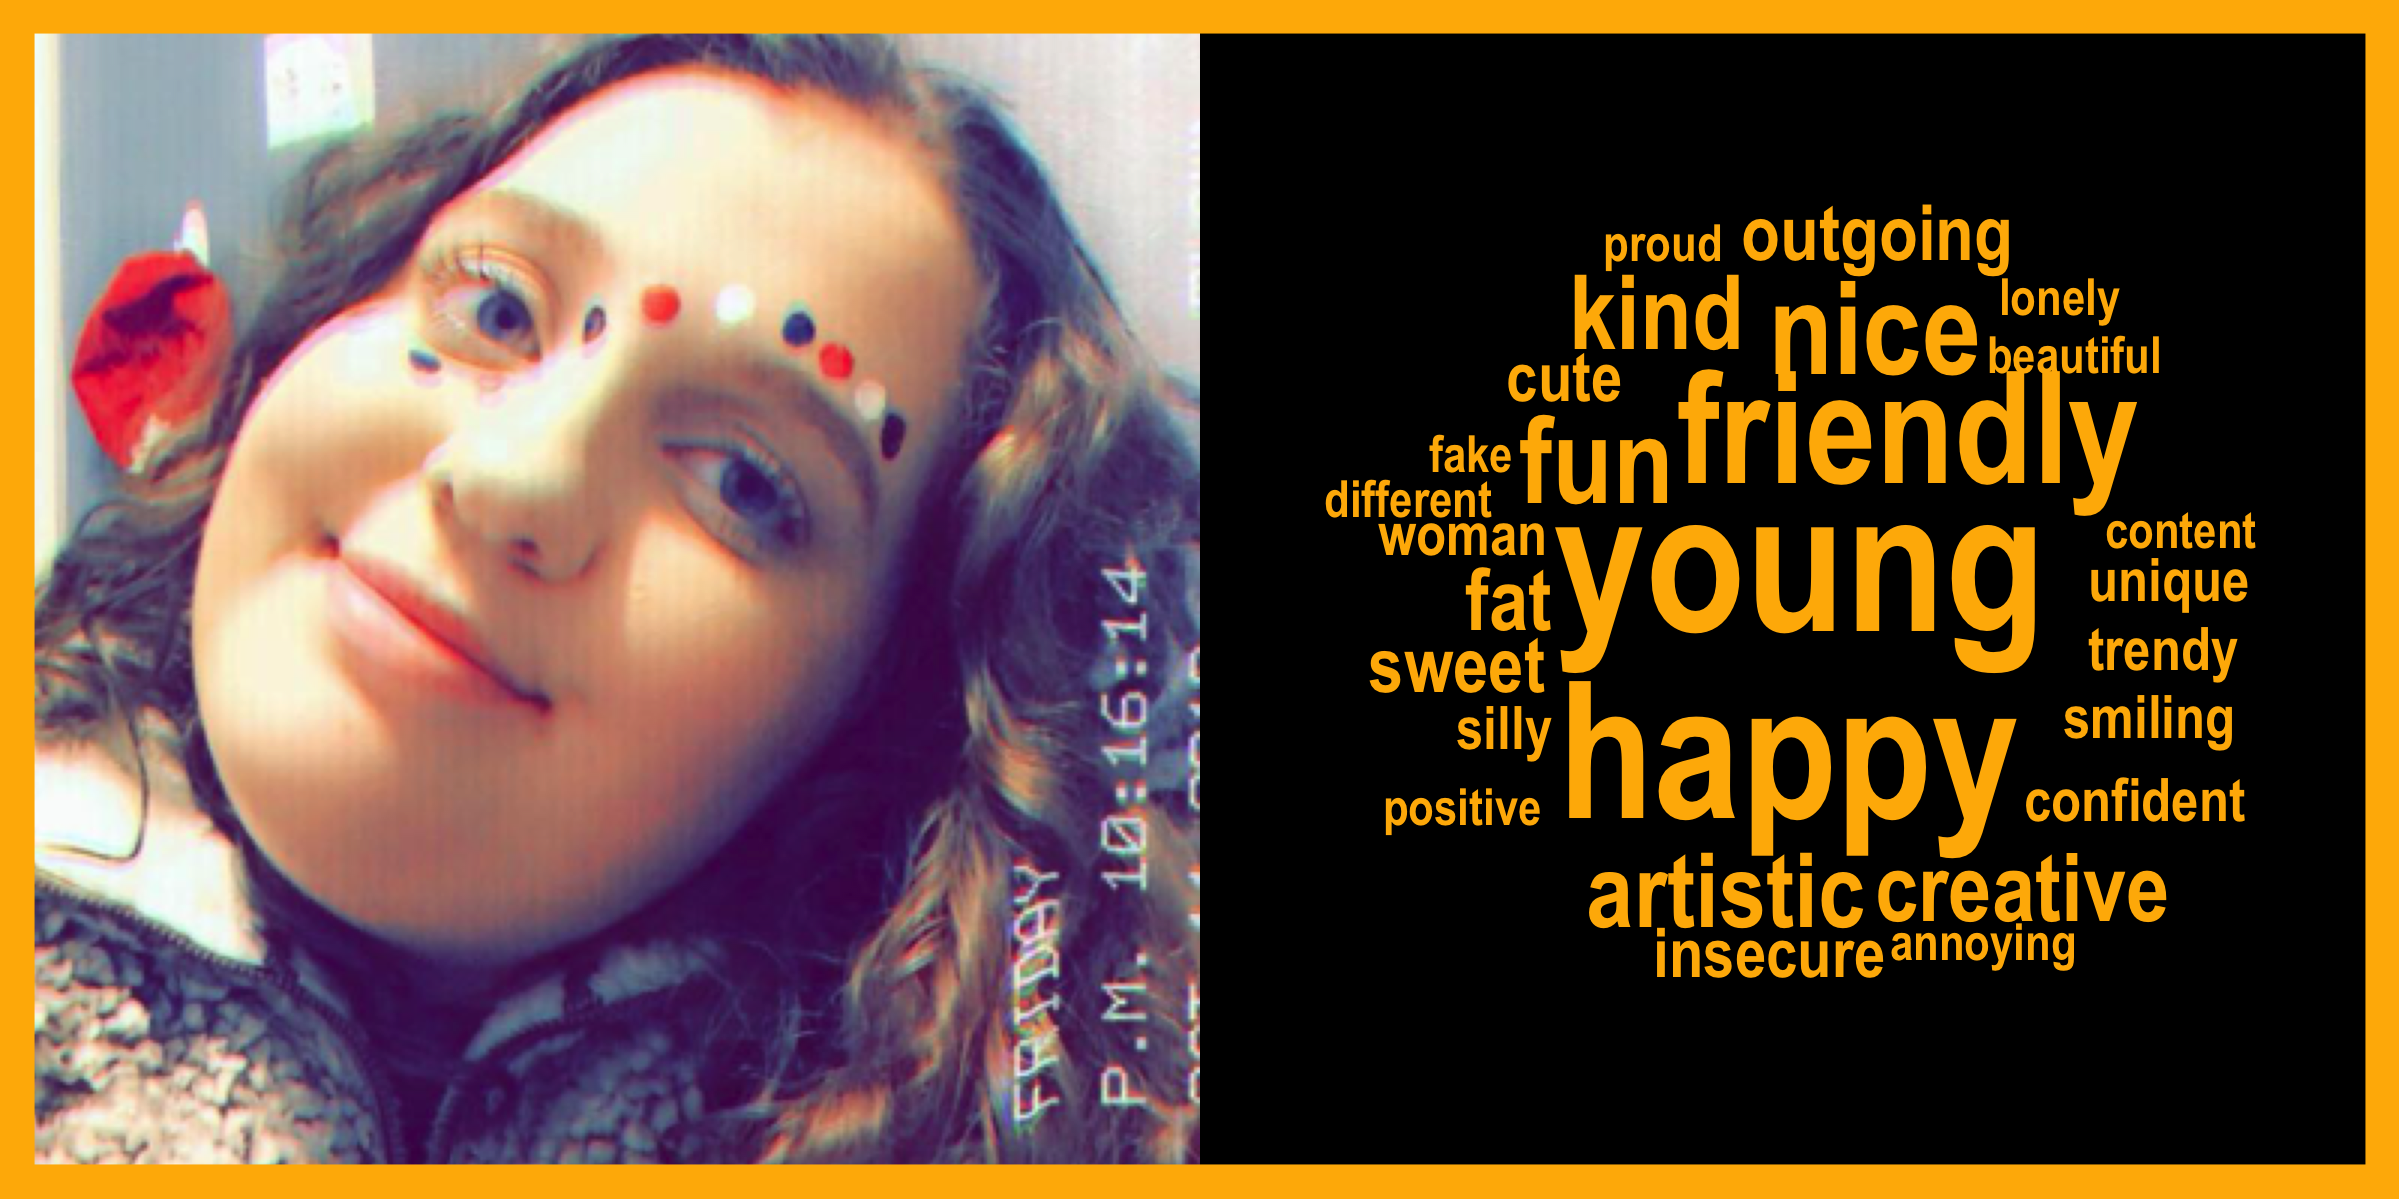 FRIDAY
P.M. 10:16:14
proud outgoing
kind nice lonely
beautiful
cute
friendly
fake fun
different
woman
young
content
fat
unique
trendy
sweet
silly
happy
smiling
positive
confident
artistic creative
insecure annoying